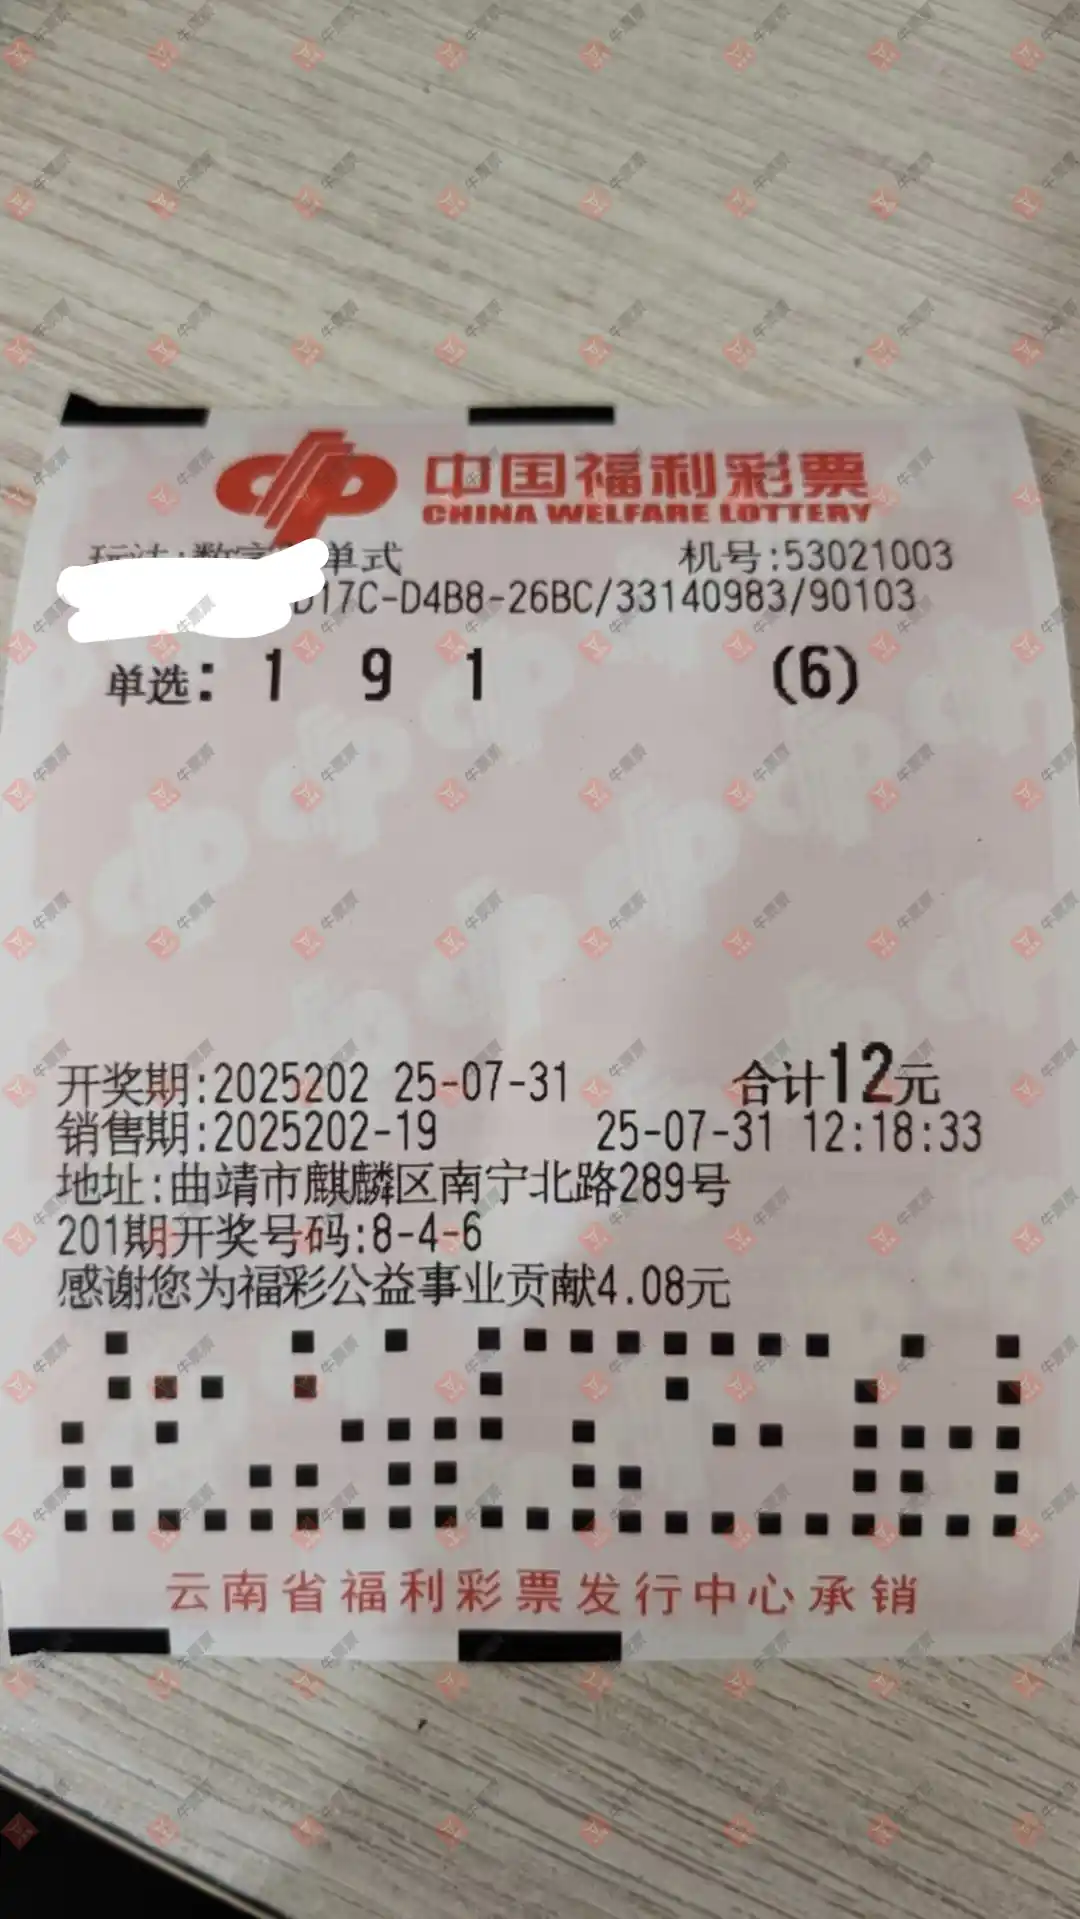 中国福利彩票
CHINA WELFARE LOTTERY
单式 机号:53021003
D17C-D4B8-26BC/33140983/90103
单选: 1 9 1 (6)
开奖期:2025202 25-07-31 合计12元
销售期:2025202-19 25-07-31 12:18:33
地址:曲靖市麒麟区南宁北路289号
201期开奖号码:8-4-6
感谢您为福彩公益事业贡献4.08元
云南省福利彩票发行中心承销